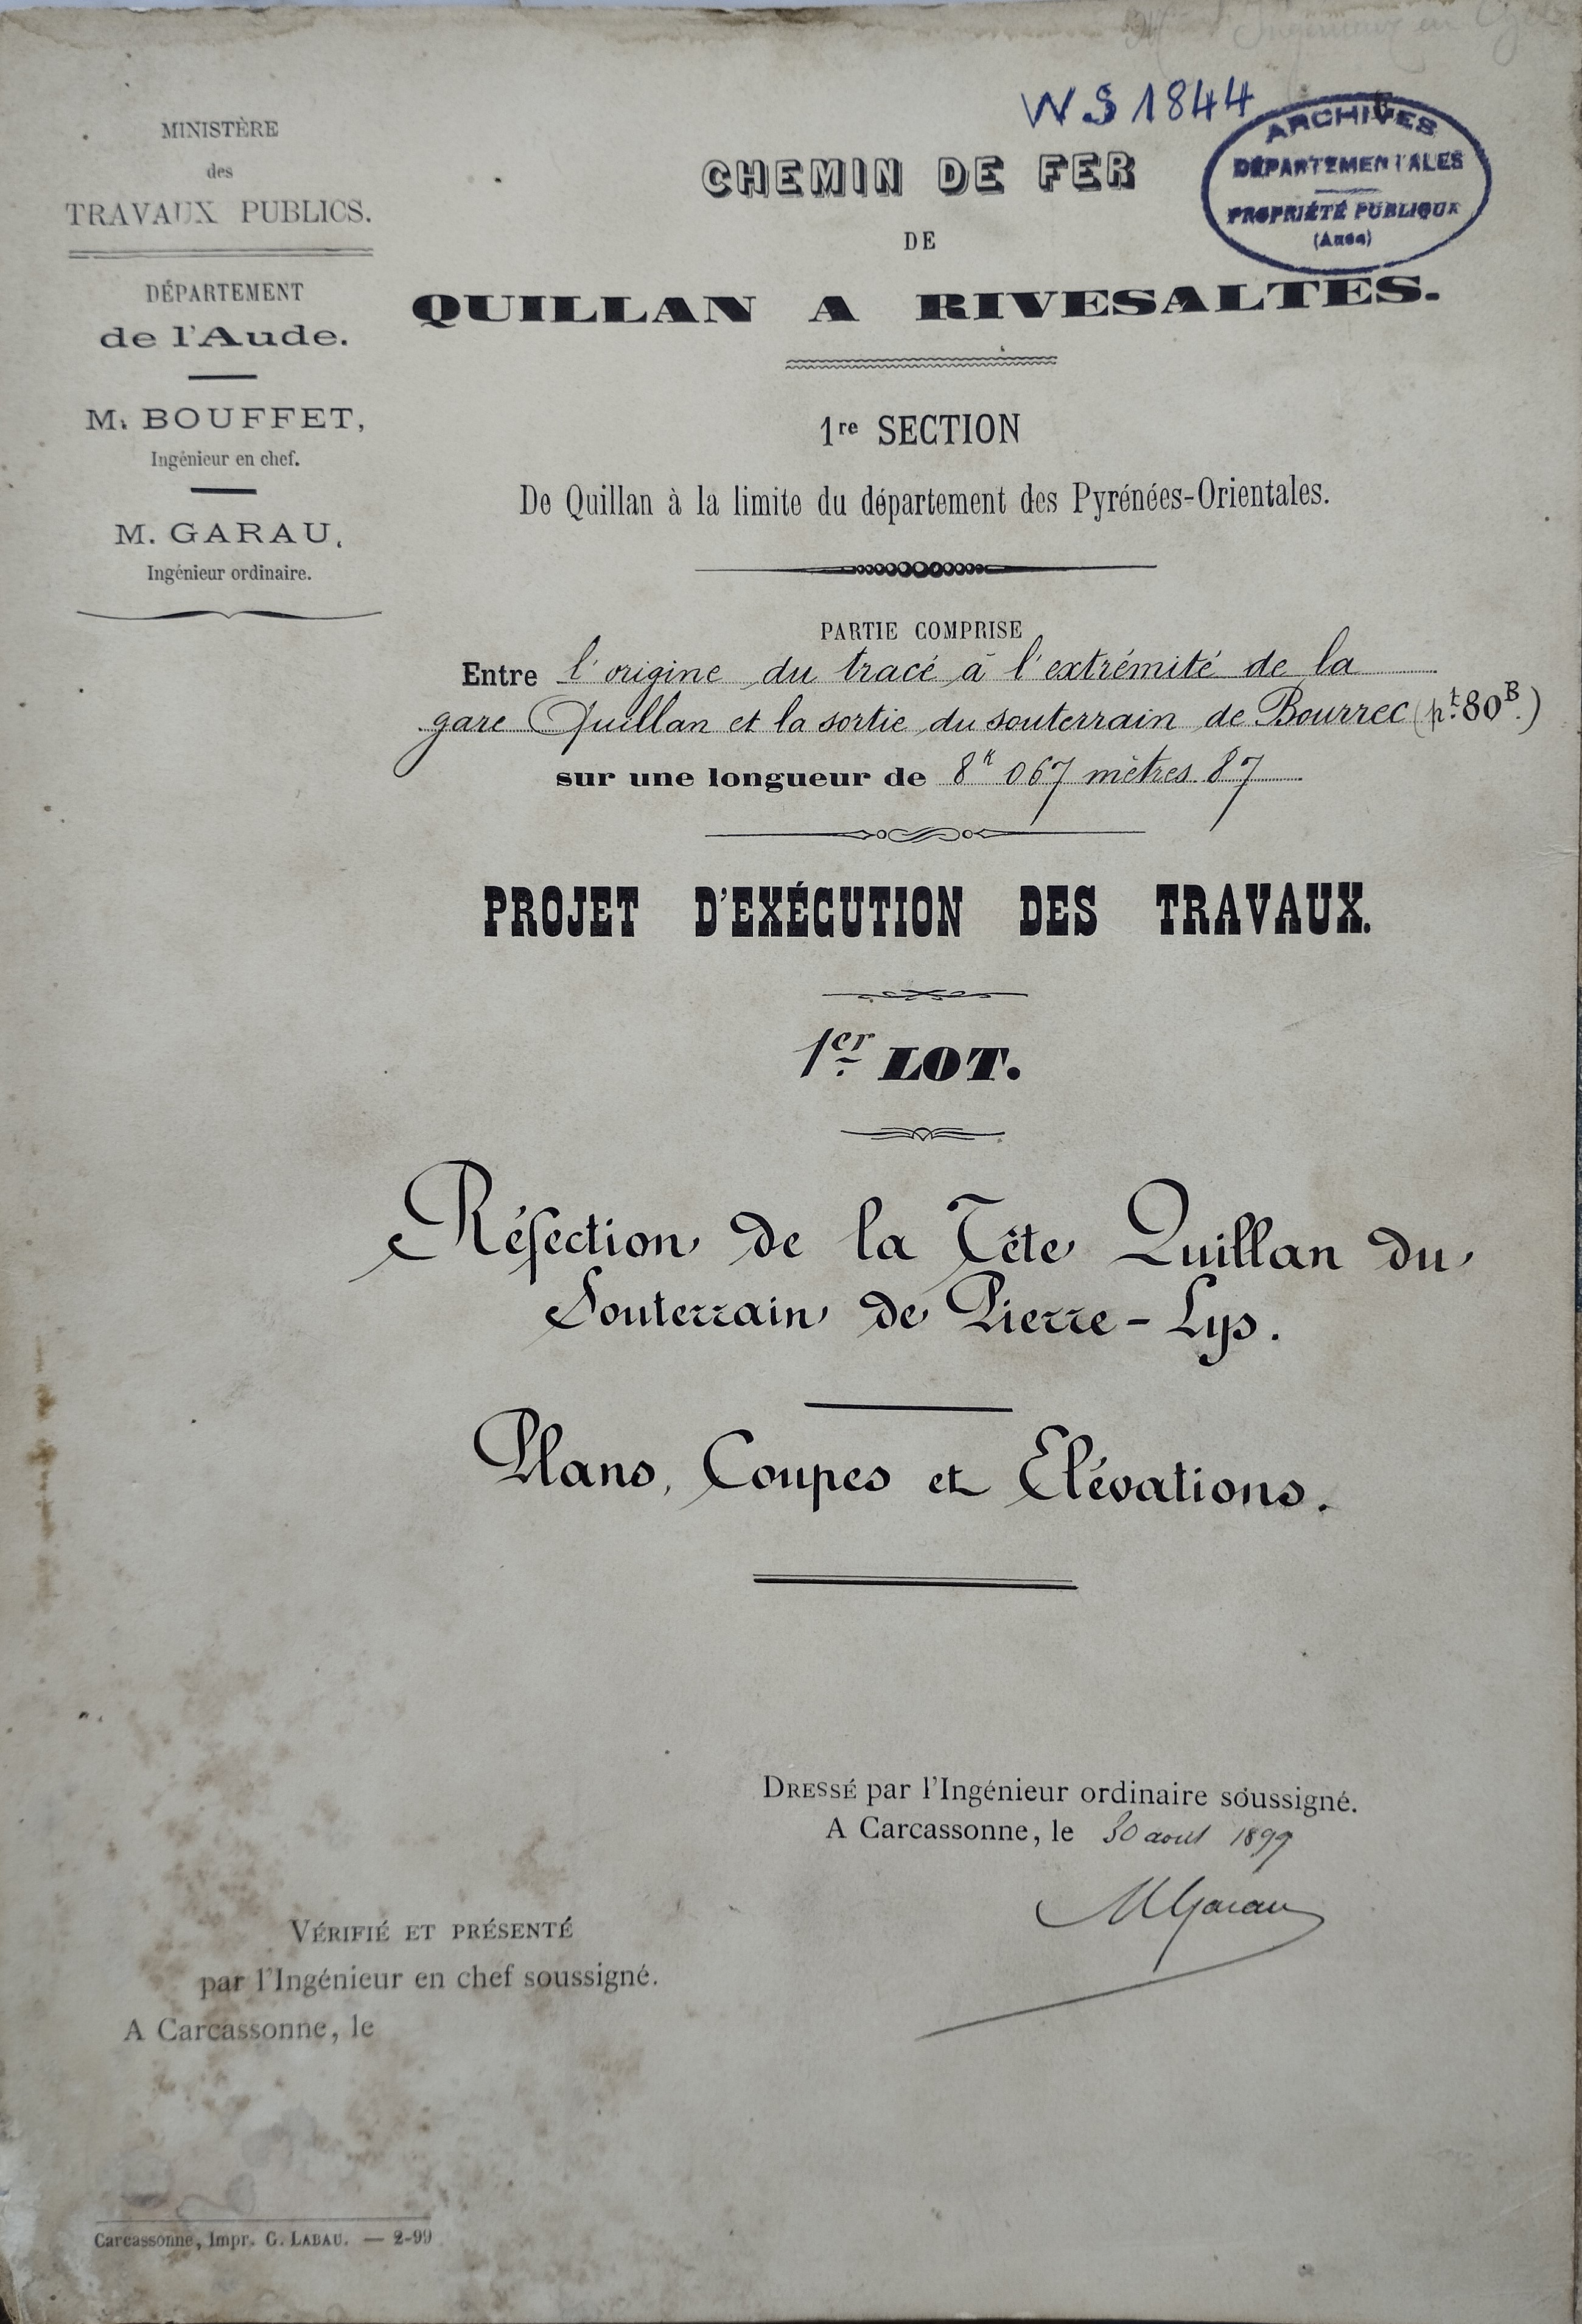 MINISTÈRE
des
TRAVAUX PUBLICS.
DÉPARTEMENT
de l'Aude.
M. BOUFFET,
Ingénieur en chef.
M. GARAU,
Ingénieur ordinaire.
WS 1844
ARCHIVES
DÉPARTEMENTALES
PROPRIÉTÉ PUBLIQUE
(Aude)
CHEMIN DE FER
DE
QUILLAN A RIVESALTES.
1re SECTION
De Quillan à la limite du département des Pyrénées-Orientales.
PARTIE COMPRISE
Entre l'origine du tracé à l'extrémité de la
gare Quillan et la sortie du souterrain de Bourrec (pt. 80B.)
sur une longueur de 8k 067 mètres 87
PROJET D'EXÉCUTION DES TRAVAUX.
1er LOT.
Réfection de la Tête Quillan du
Souterrain de Pierre-Lys.
Plans, Coupes et Elévations.
DRESSÉ par l'Ingénieur ordinaire soussigné.
A Carcassonne, le 30 août 1899
MGarau
VÉRIFIÉ ET PRÉSENTÉ
par l'Ingénieur en chef soussigné.
A Carcassonne, le
Carcassonne, Impr. G. LABAU. — 2-99